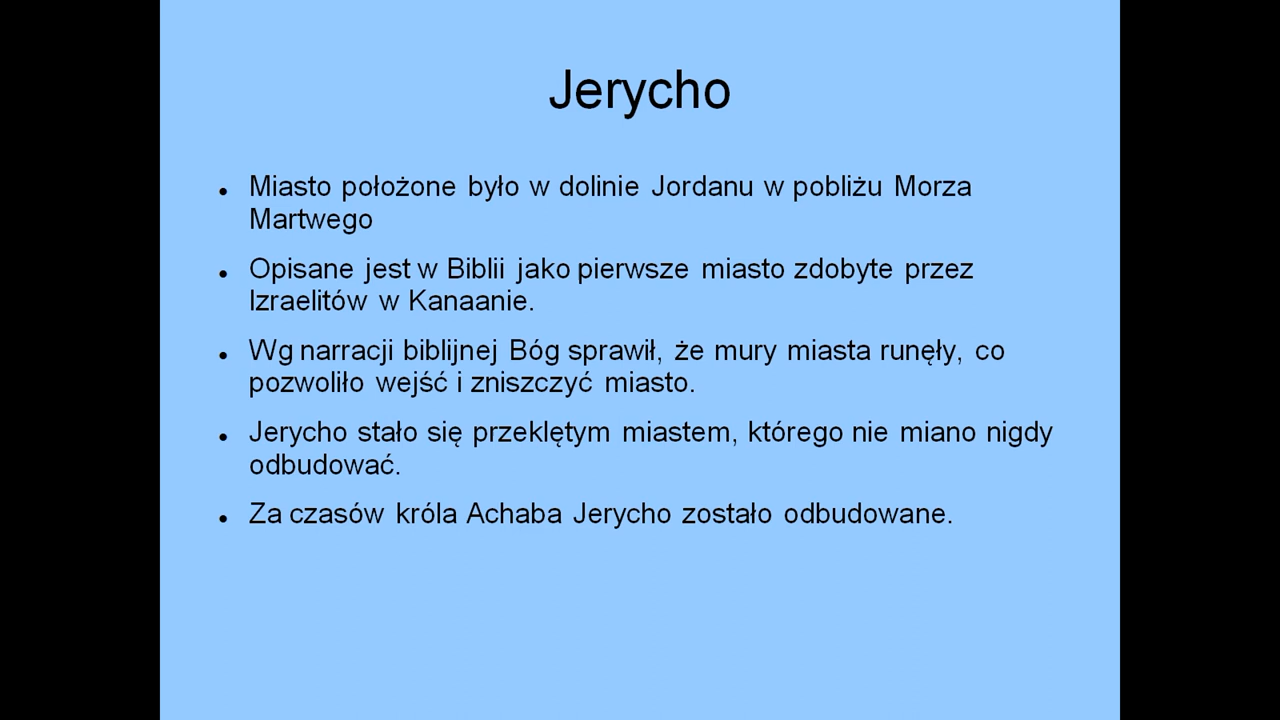 Jerycho
• Miasto położone było w dolinie Jordanu w pobliżu Morza
Martwego
• Opisane jest w Biblii jako pierwsze miasto zdobyte przez
Izraelitów w Kanaanie.
• Wg narracji biblijnej Bóg sprawił, że mury miasta runęły, co
pozwoliło wejść i zniszczyć miasto.
• Jerycho stało się przeklętym miastem, którego nie miano nigdy
odbudować.
• Za czasów króla Achaba Jerycho zostało odbudowane.